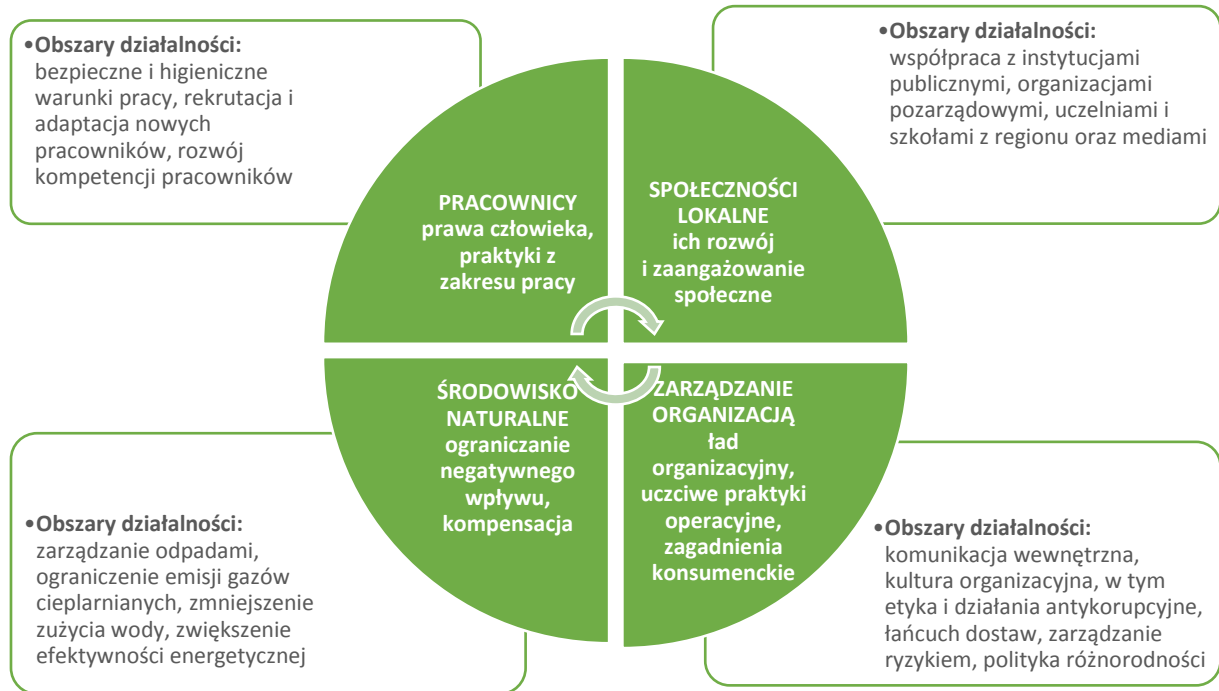 •Obszary działalności:
bezpieczne i higieniczne
warunki pracy, rekrutacja i
adaptacja nowych
pracowników, rozwój
kompetencji pracowników
•Obszary działalności:
współpraca z instytucjami
publicznymi, organizacjami
pozarządowymi, uczelniami i
szkołami z regionu oraz mediami
PRACOWNICY
prawa człowieka,
praktyki z
zakresu pracy
SPOŁECZNOŚCI
LOKALNE
ich rozwój
i zaangażowanie
społeczne
ŚRODOWISKO
NATURALNE
ograniczanie
negatywnego
wpływu,
kompensacja
ZARZĄDZANIE
ORGANIZACJĄ
ład
organizacyjny,
uczciwe praktyki
operacyjne,
zagadnienia
konsumenckie
•Obszary działalności:
zarządzanie odpadami,
ograniczenie emisji gazów
cieplarnianych, zmniejszenie
zużycia wody, zwiększenie
efektywności energetycznej
•Obszary działalności:
komunikacja wewnętrzna,
kultura organizacyjna, w tym
etyka i działania antykorupcyjne,
łańcuch dostaw, zarządzanie
ryzykiem, polityka różnorodności